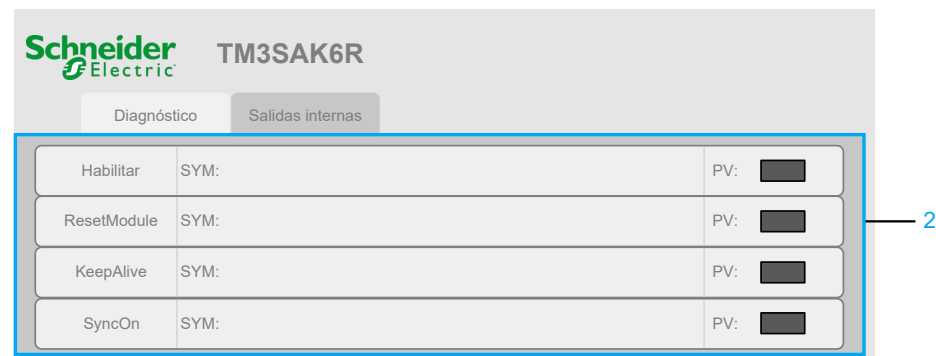 Schneider
Electric
TM3SAK6R
Diagnóstico Salidas internas
Habilitar SYM: PV:
ResetModule SYM: PV:
2
KeepAlive SYM: PV:
SyncOn SYM: PV: